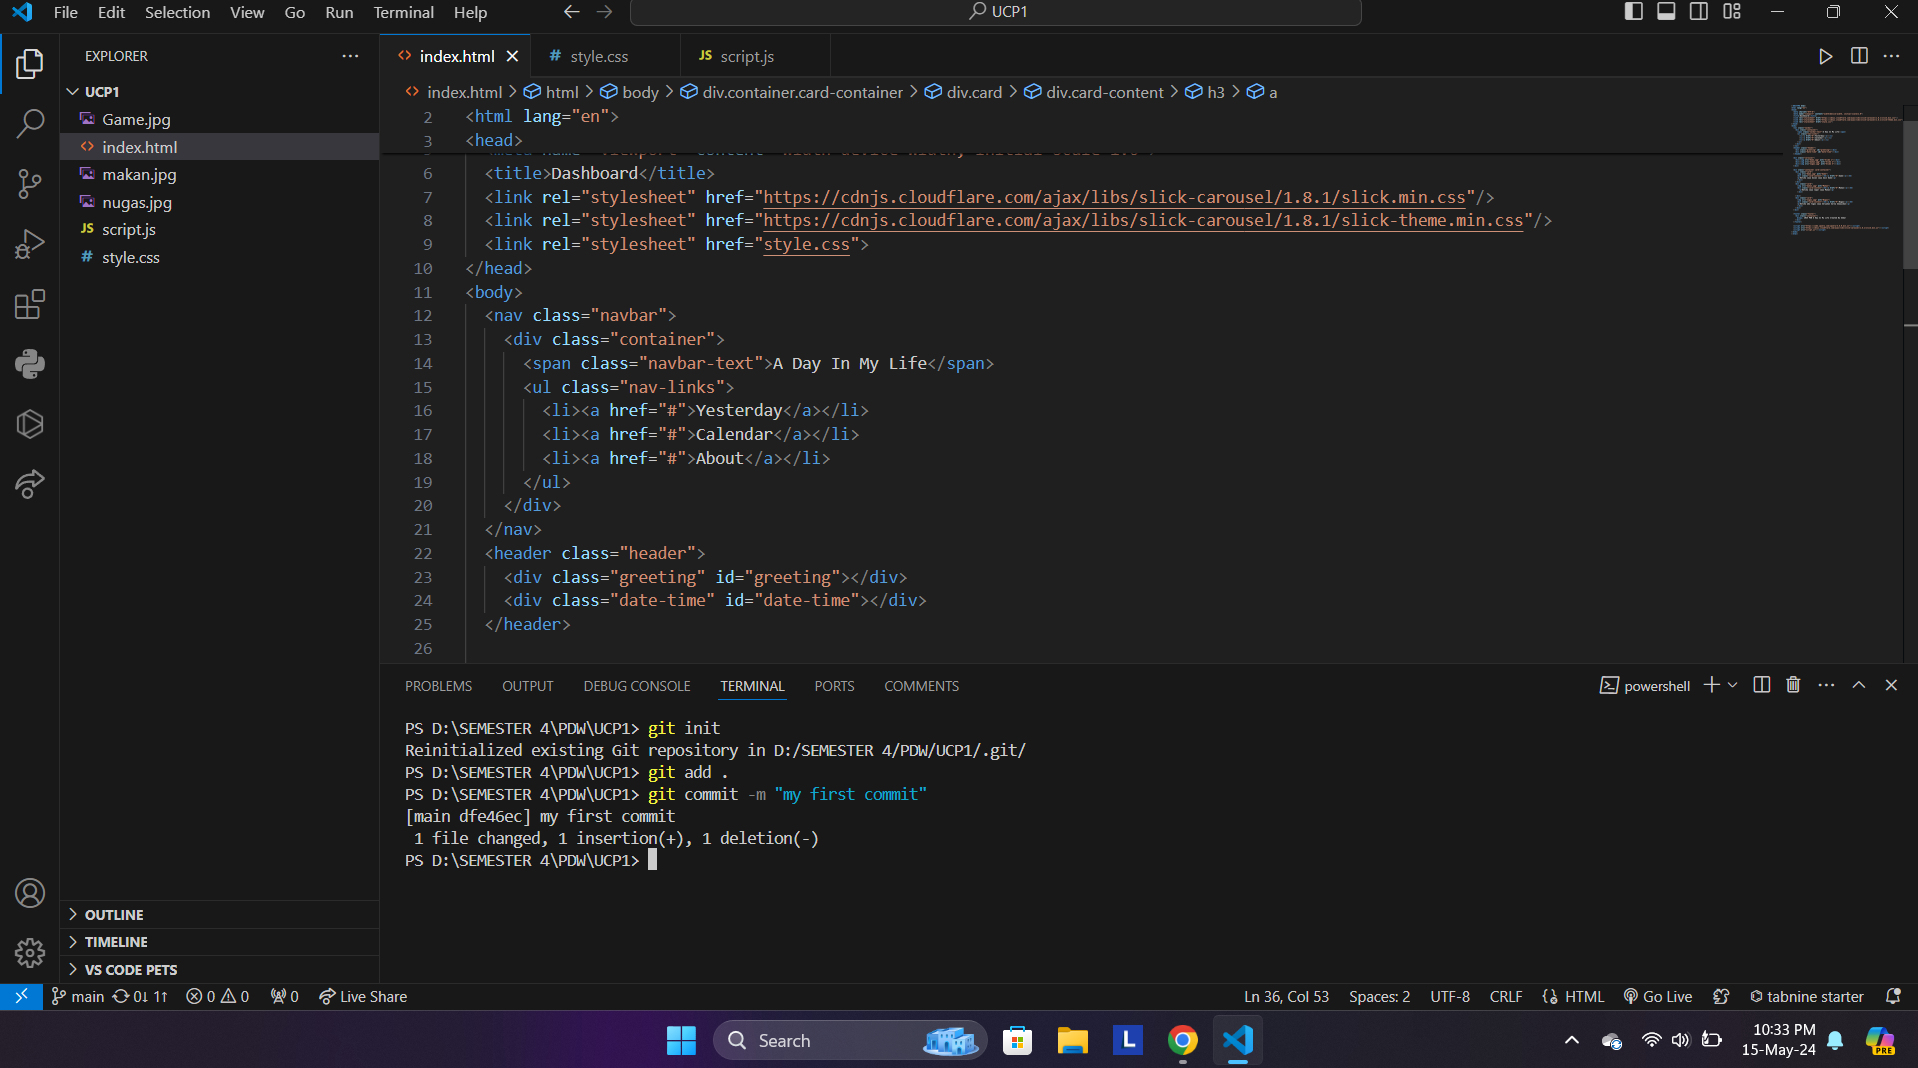 File Edit Selection View Go Run Terminal Help
UCP1
EXPLORER
UCP1
Game.jpg
index.html
makan.jpg
nugas.jpg
JS script.js
# style.css
OUTLINE
TIMELINE
VS CODE PETS
index.html
# style.css
JS script.js
index.html > html > body > div.container.card-container > div.card > div.card-content > h3 > a
2 <html lang="en">
3 <head>
6 <title>Dashboard</title>
7 <link rel="stylesheet" href="https://cdnjs.cloudflare.com/ajax/libs/slick-carousel/1.8.1/slick.min.css"/>
8 <link rel="stylesheet" href="https://cdnjs.cloudflare.com/ajax/libs/slick-carousel/1.8.1/slick-theme.min.css"/>
9 <link rel="stylesheet" href="style.css">
10 </head>
11 <body>
12 <nav class="navbar">
13 <div class="container">
14 <span class="navbar-text">A Day In My Life</span>
15 <ul class="nav-links">
16 <li><a href="#">Yesterday</a></li>
17 <li><a href="#">Calendar</a></li>
18 <li><a href="#">About</a></li>
19 </ul>
20 </div>
21 </nav>
22 <header class="header">
23 <div class="greeting" id="greeting"></div>
24 <div class="date-time" id="date-time"></div>
25 </header>
26
PROBLEMS OUTPUT DEBUG CONSOLE TERMINAL PORTS COMMENTS
powershell
PS D:\SEMESTER 4\PDW\UCP1> git init
Reinitialized existing Git repository in D:/SEMESTER 4/PDW/UCP1/.git/
PS D:\SEMESTER 4\PDW\UCP1> git add .
PS D:\SEMESTER 4\PDW\UCP1> git commit -m "my first commit"
[main dfe46ec] my first commit
1 file changed, 1 insertion(+), 1 deletion(-)
PS D:\SEMESTER 4\PDW\UCP1>
main 0↓ 1↑ 0 0 0 Live Share
Ln 36, Col 53 Spaces: 2 UTF-8 CRLF {} HTML Go Live tabnine starter
Search
L
10:33 PM
15-May-24
PRE